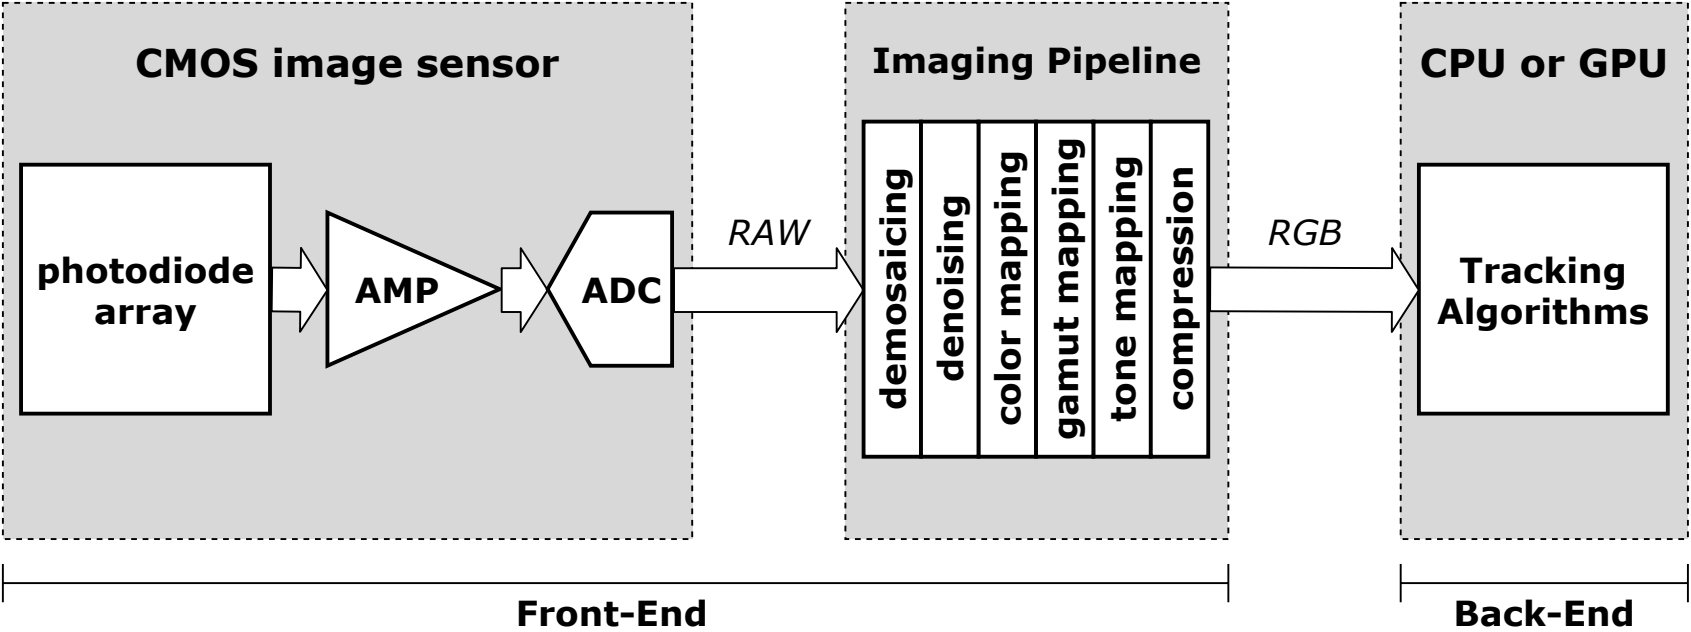 CMOS image sensor
photodiode
array
AMP
ADC
RAW
Imaging Pipeline
demosaicing
denoising
color mapping
gamut mapping
tone mapping
compression
RGB
CPU or GPU
Tracking
Algorithms
Front-End
Back-End